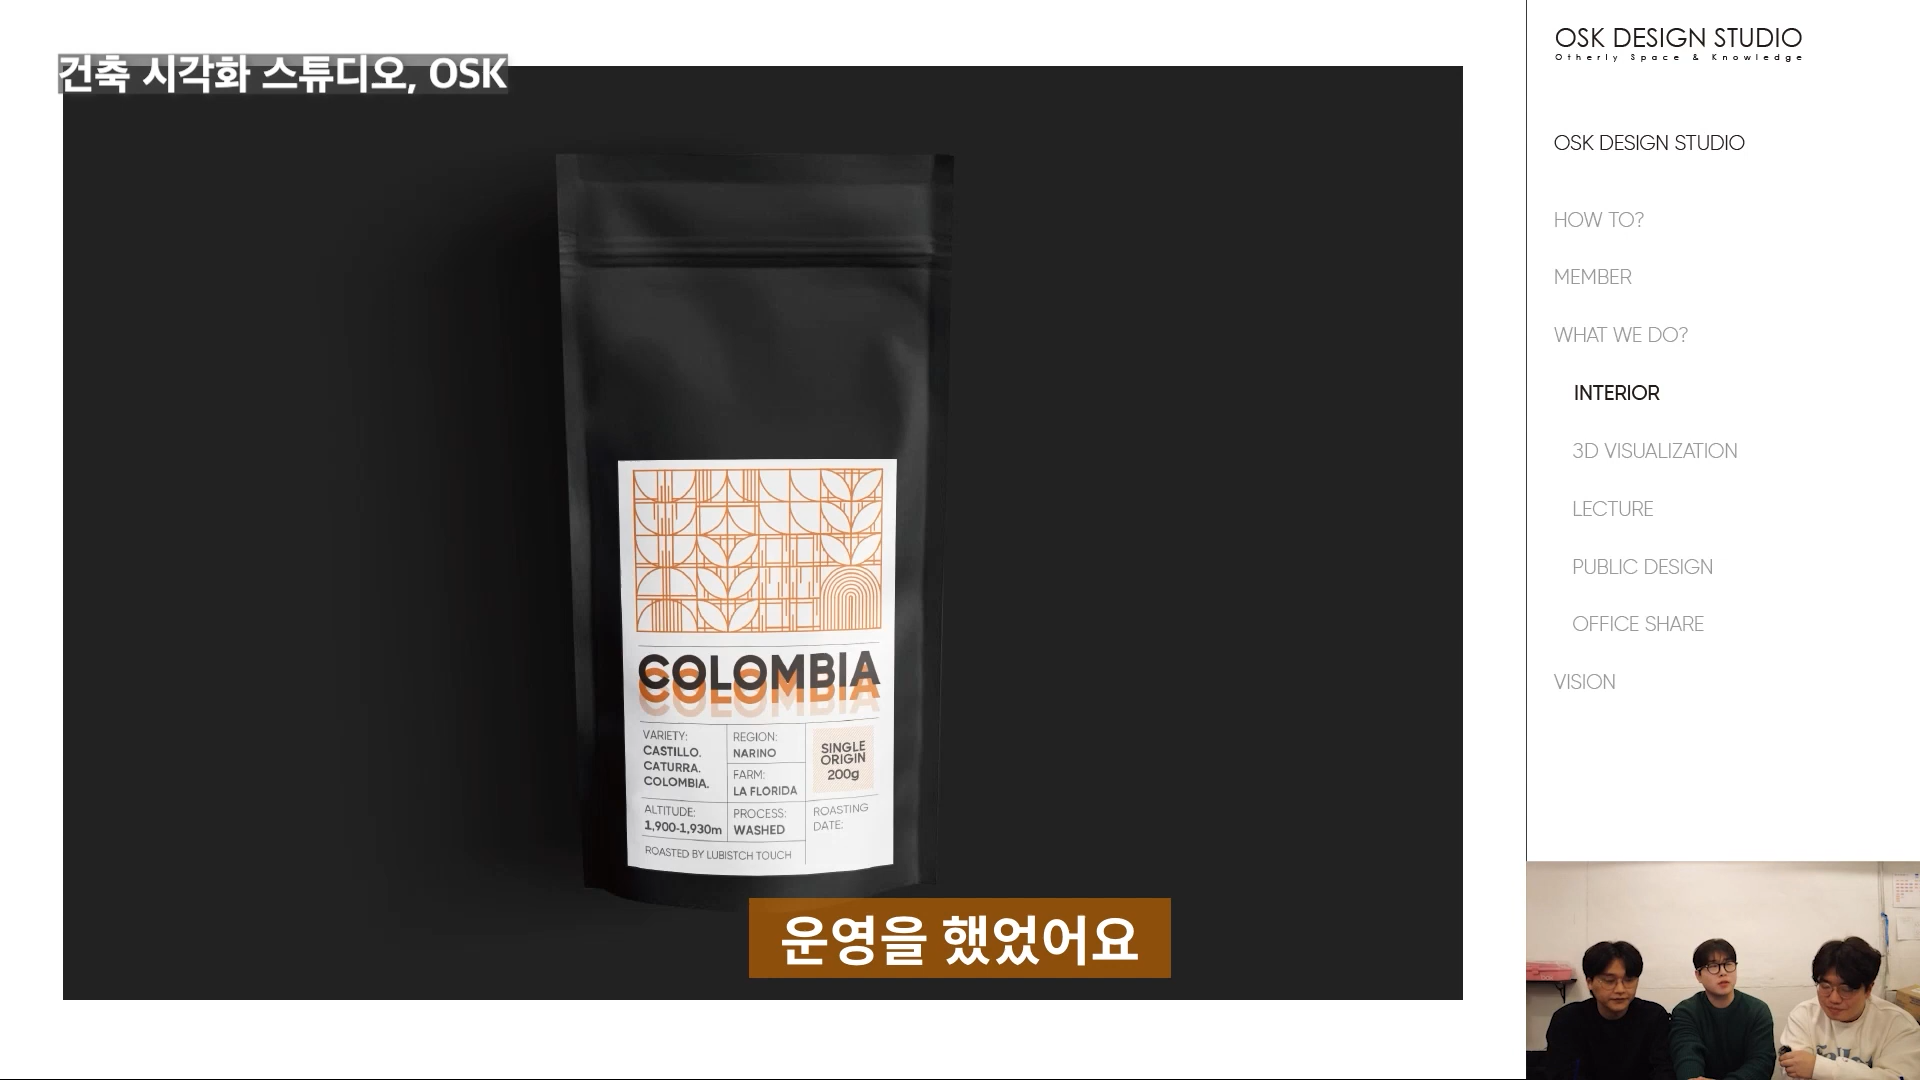 건축 시각화 스튜디오, OSK
COLOMBIA
COLOMBIA
COLOMBIA
VARIETY:
CASTILLO.
CATURRA.
COLOMBIA.
REGION:
NARINO
FARM:
LA FLORIDA
SINGLE
ORIGIN
200g
ALTITUDE:
1,900-1,930m
PROCESS:
WASHED
ROASTING
DATE:
ROASTED BY LUBISTCH TOUCH
운영을 했었어요
OSK DESIGN STUDIO
Otherly Space & Knowledge
OSK DESIGN STUDIO
HOW TO?
MEMBER
WHAT WE DO?
INTERIOR
3D VISUALIZATION
LECTURE
PUBLIC DESIGN
OFFICE SHARE
VISION